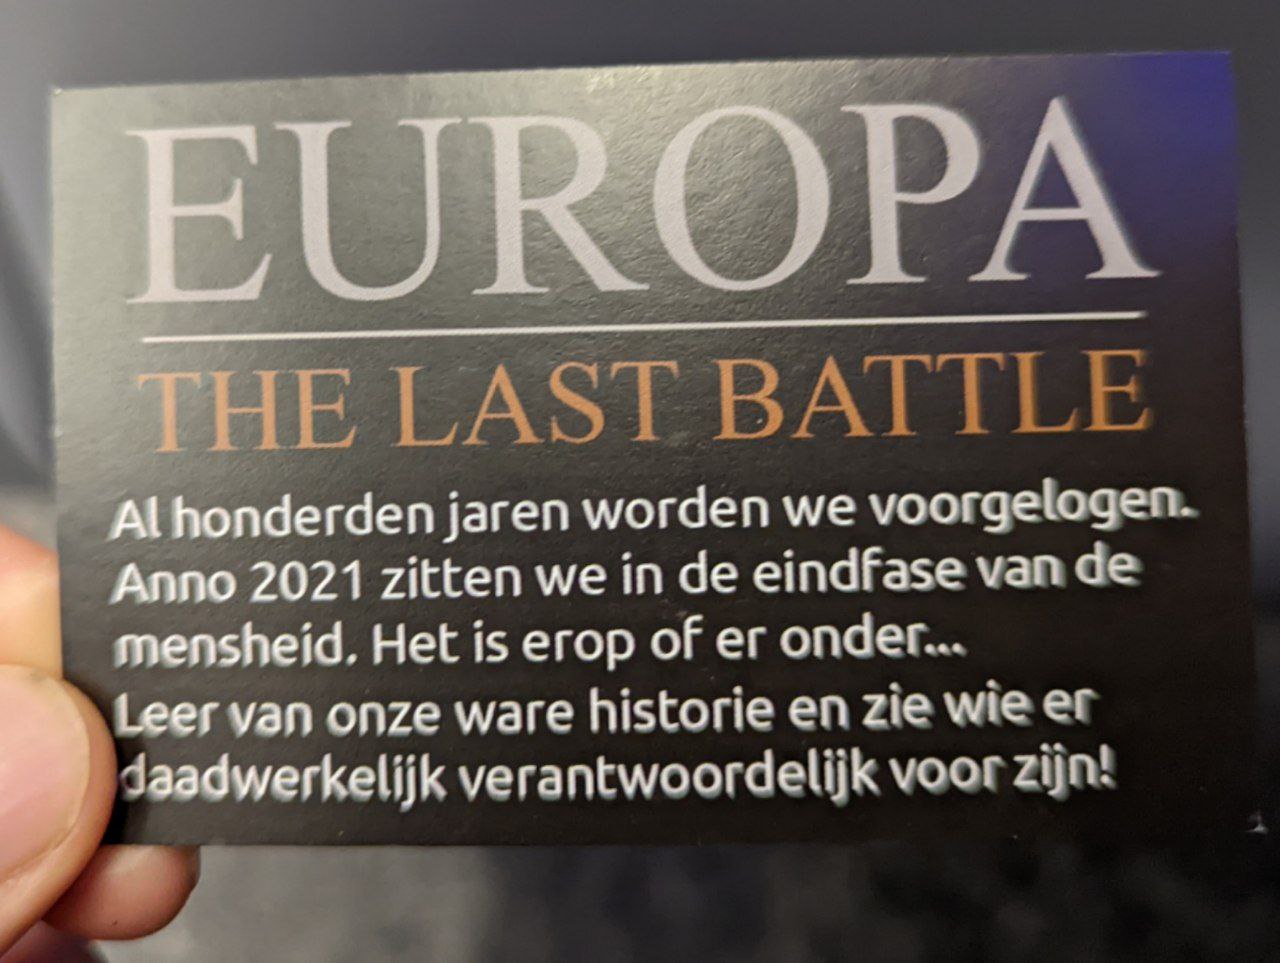 EUROPA
THE LAST BATTLE
Al honderden jaren worden we voorgelogen.
Anno 2021 zitten we in de eindfase van de
mensheid. Het is erop of er onder...
Leer van onze ware historie en zie wie er
daadwerkelijk verantwoordelijk voor zijn!